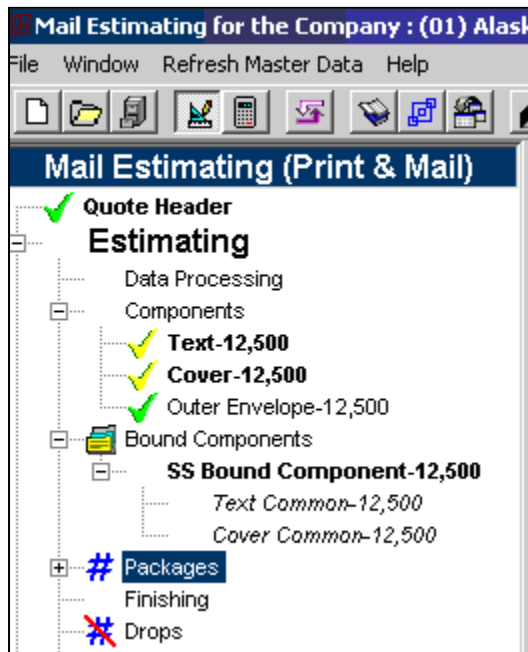 Mail Estimating for the Company : (01) Alask
File Window Refresh Master Data Help
Mail Estimating (Print & Mail)
Quote Header
Estimating
Data Processing
Components
Text-12,500
Cover-12,500
Outer Envelope-12,500
Bound Components
SS Bound Component-12,500
Text Common-12,500
Cover Common-12,500
# Packages
Finishing
# Drops